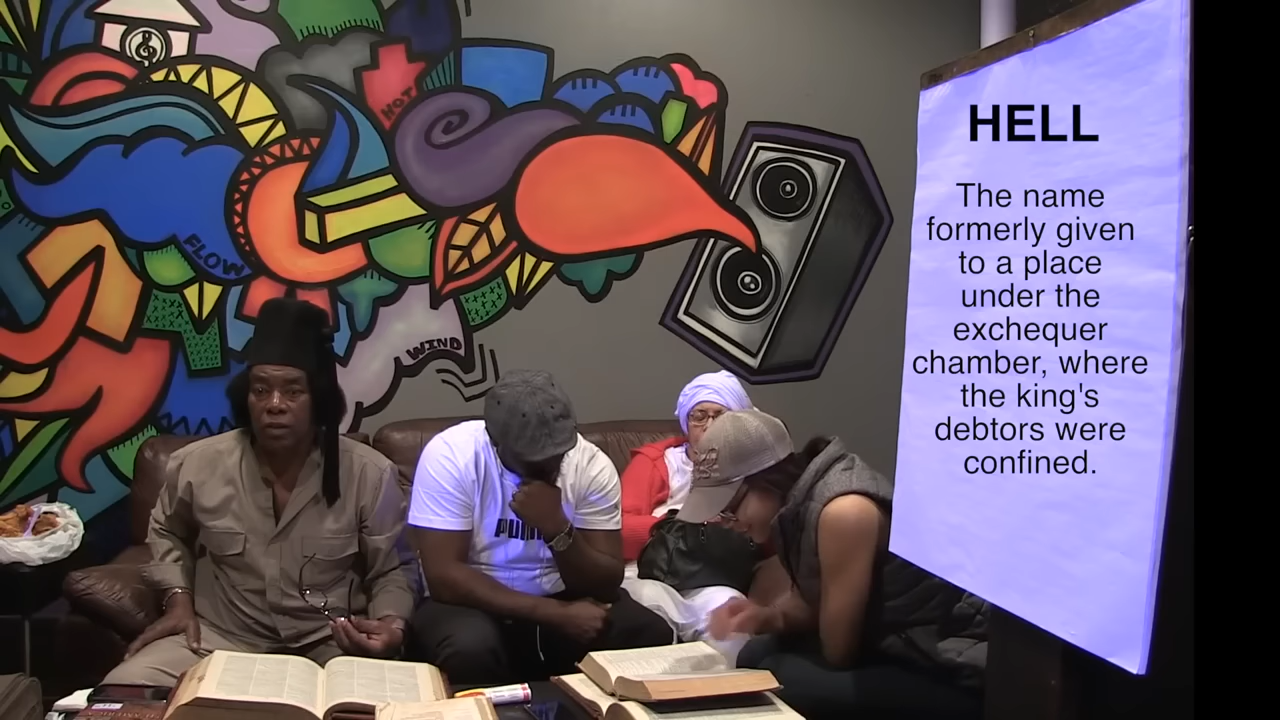 HOT
FLOW
WIND
HELL
The name
formerly given
to a place
under the
exchequer
chamber, where
the king's
debtors were
confined.